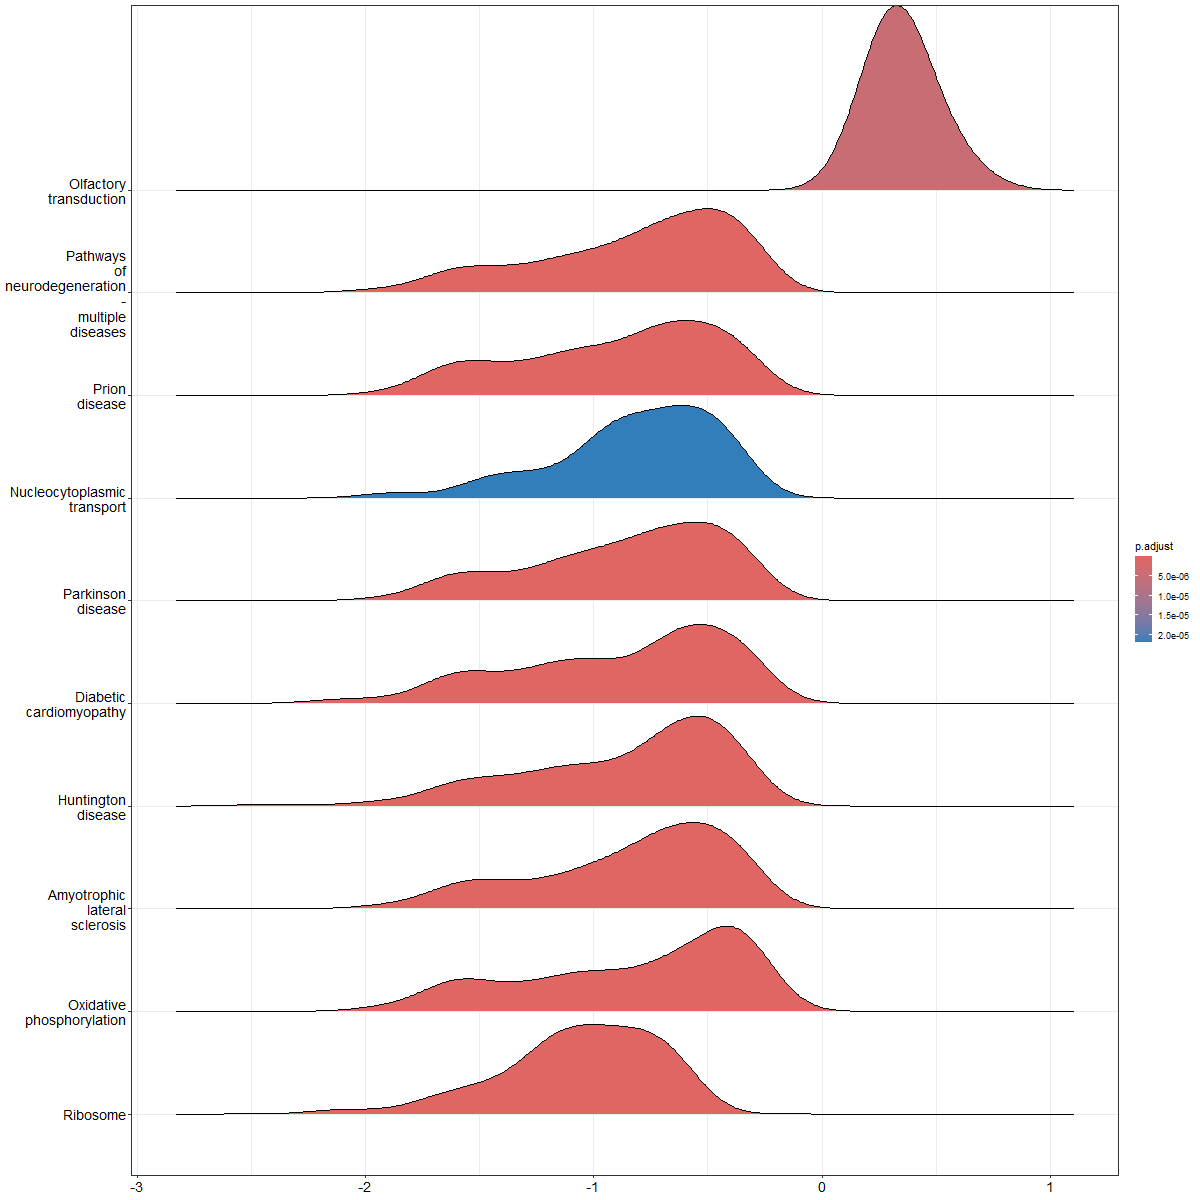 Olfactory
transduction
Pathways
of
neurodegeneration
-
multiple
diseases
Prion
disease
Nucleocytoplasmic
transport
Parkinson
disease
Diabetic
cardiomyopathy
Huntington
disease
Amyotrophic
lateral
sclerosis
Oxidative
phosphorylation
Ribosome
-3
-2
-1
0
1
p.adjust
5.0e-06
1.0e-05
1.5e-05
2.0e-05